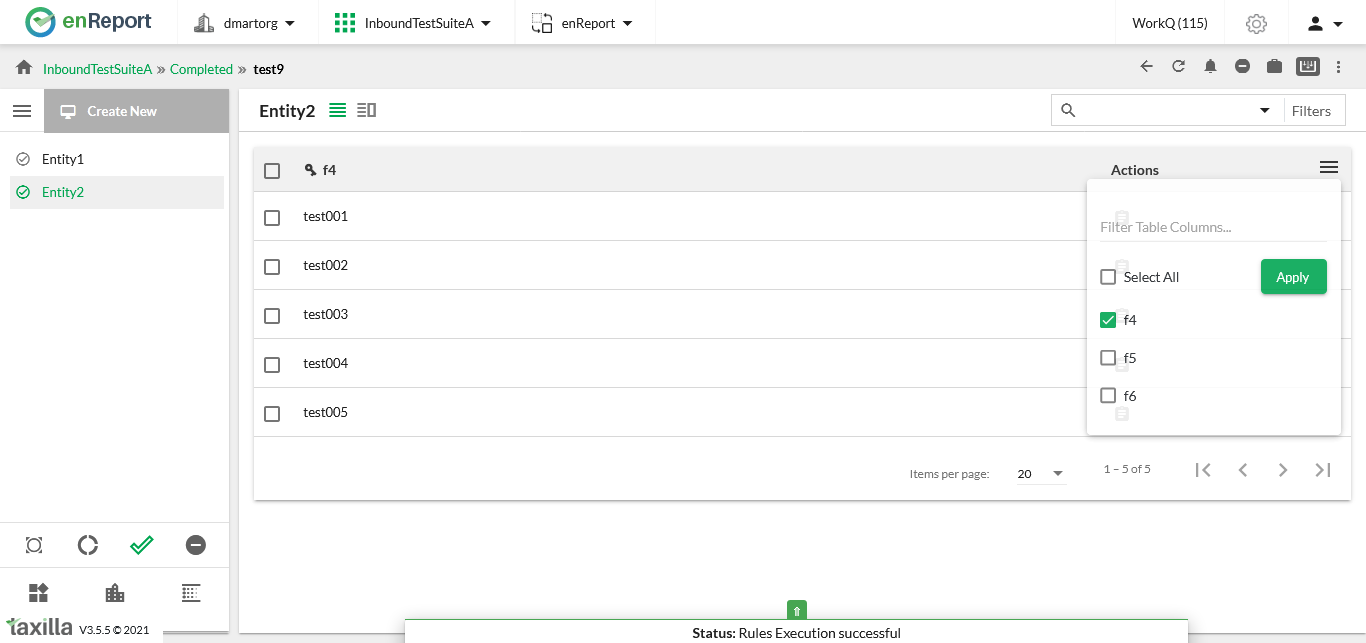 enReport
dmartorg
InboundTestSuiteA
enReport
WorkQ (115)
InboundTestSuiteA » Completed » test9
Create New
Entity2
Filters
Entity1
Entity2
f4
Actions
test001
test002
test003
test004
test005
Filter Table Columns...
Select All
Apply
f4
f5
f6
Items per page:
20
1 – 5 of 5
taxilla
V3.5.5 © 2021
Status: Rules Execution successful